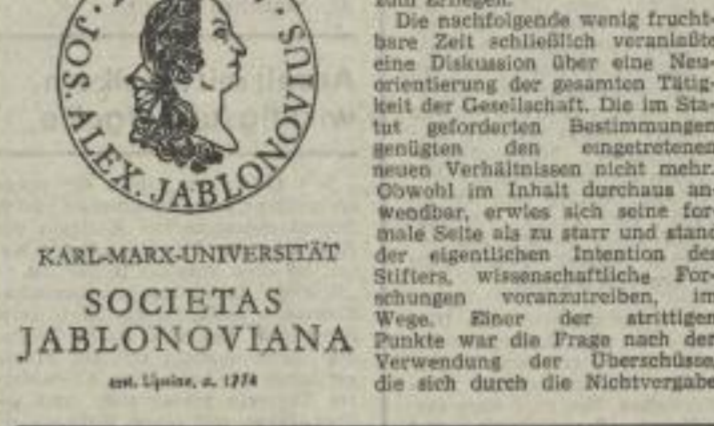 JOS. ALEX. JABLONOVIUS.
KARL-MARX-UNIVERSITÄT
SOCIETAS
JABLONOVIANA
Lipsiae, a. 1774
zum Erliegen.
Die nachfolgende wenig frucht-
bare Zeit schließlich veranlaßte
eine Diskussion über eine Neu-
orientierung der gesamten Tätig-
keit der Gesellschaft. Die im Sta-
tut geforderten Bestimmungen
genügten den eingetretenen
neuen Verhältnissen nicht mehr.
Obwohl im Inhalt durchaus an-
wendbar, erwies sich seine for-
male Seite als zu starr und stand
der eigentlichen Intention des
Stifters, wissenschaftliche For-
schungen voranzutreiben, im
Wege. Einer der strittigen
Punkte war die Frage nach der
Verwendung der Überschüsse,
die sich durch die Nichtvergabe